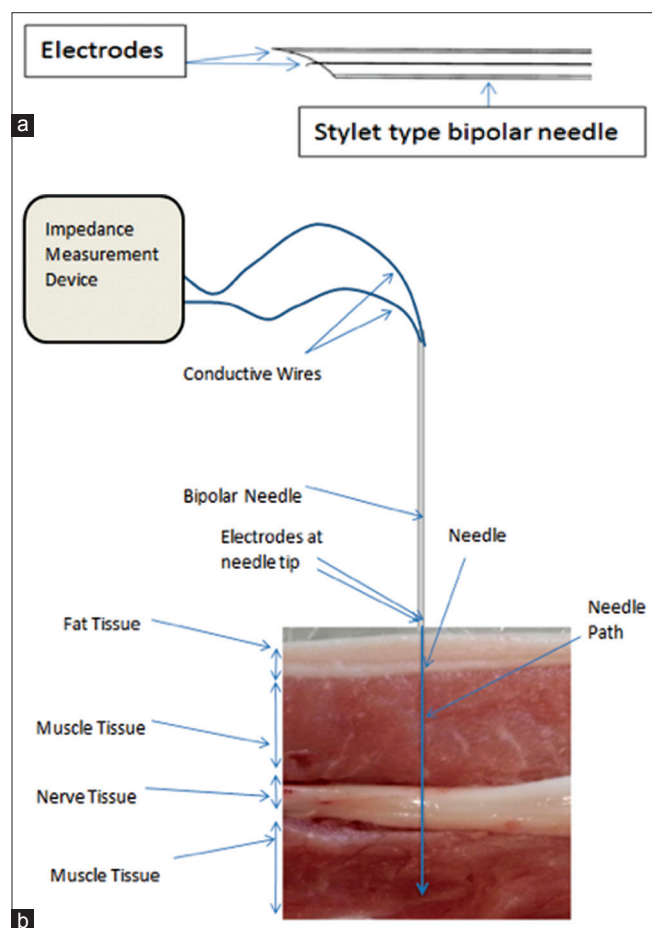 Electrodes
Stylet type bipolar needle
a
Impedance
Measurement
Device
Conductive Wires
Bipolar Needle
Electrodes at
needle tip
Needle
Fat Tissue
Needle
Path
Muscle Tissue
Nerve Tissue
Muscle Tissue
b